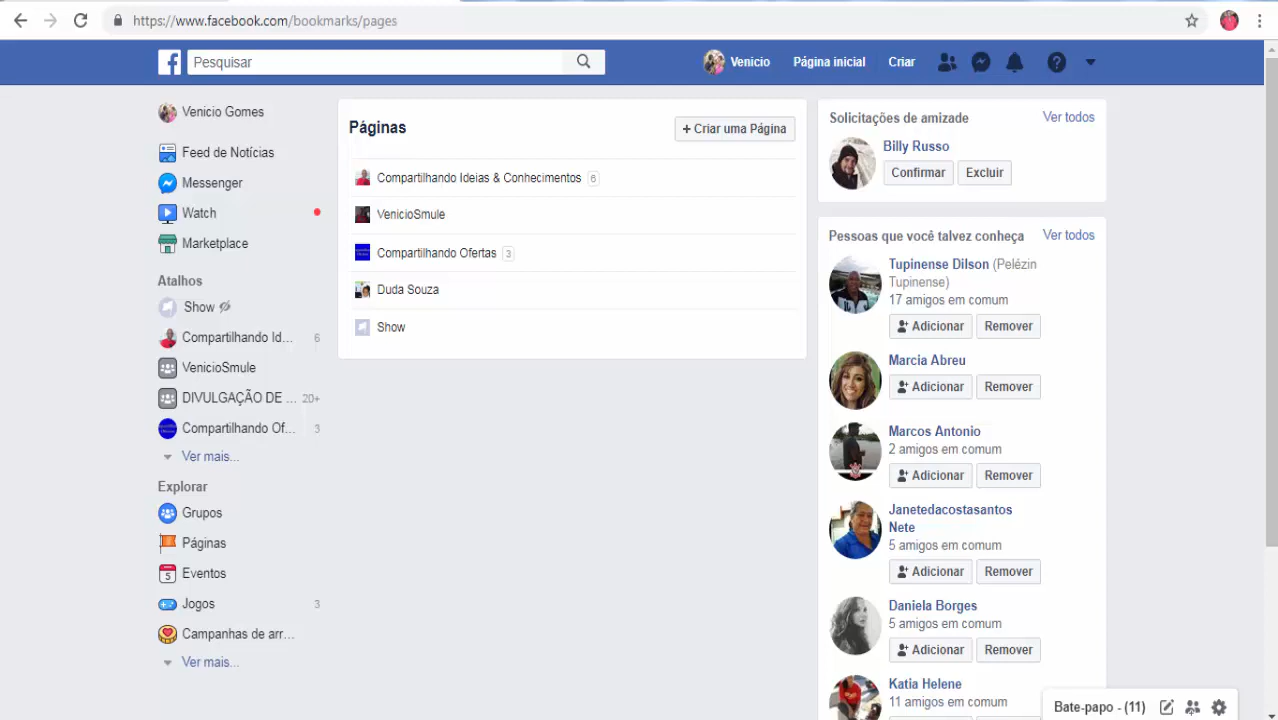 https://www.facebook.com/bookmarks/pages
Pesquisar
Venicio
Página inicial
Criar
Venicio Gomes
Feed de Notícias
Messenger
Watch
Marketplace
Atalhos
Show
Compartilhando Id... 6
VenicioSmule
DIVULGAÇÃO DE ... 20+
Compartilhando Of... 3
Ver mais...
Explorar
Grupos
Páginas
5 Eventos
Jogos 3
Campanhas de arr...
Ver mais...
Páginas
+ Criar uma Página
Compartilhando Ideias & Conhecimentos 6
VenicioSmule
Compartilhando Ofertas 3
Duda Souza
Show
Solicitações de amizade Ver todos
Billy Russo
Confirmar Excluir
Pessoas que você talvez conheça Ver todos
Tupinense Dilson (Pelézin
Tupinense)
17 amigos em comum
Adicionar Remover
Marcia Abreu
Adicionar Remover
Marcos Antonio
2 amigos em comum
Adicionar Remover
Janetedacostasantos
Nete
5 amigos em comum
Adicionar Remover
Daniela Borges
5 amigos em comum
Adicionar Remover
Katia Helene
11 amigos em comum
Bate-papo - (11)